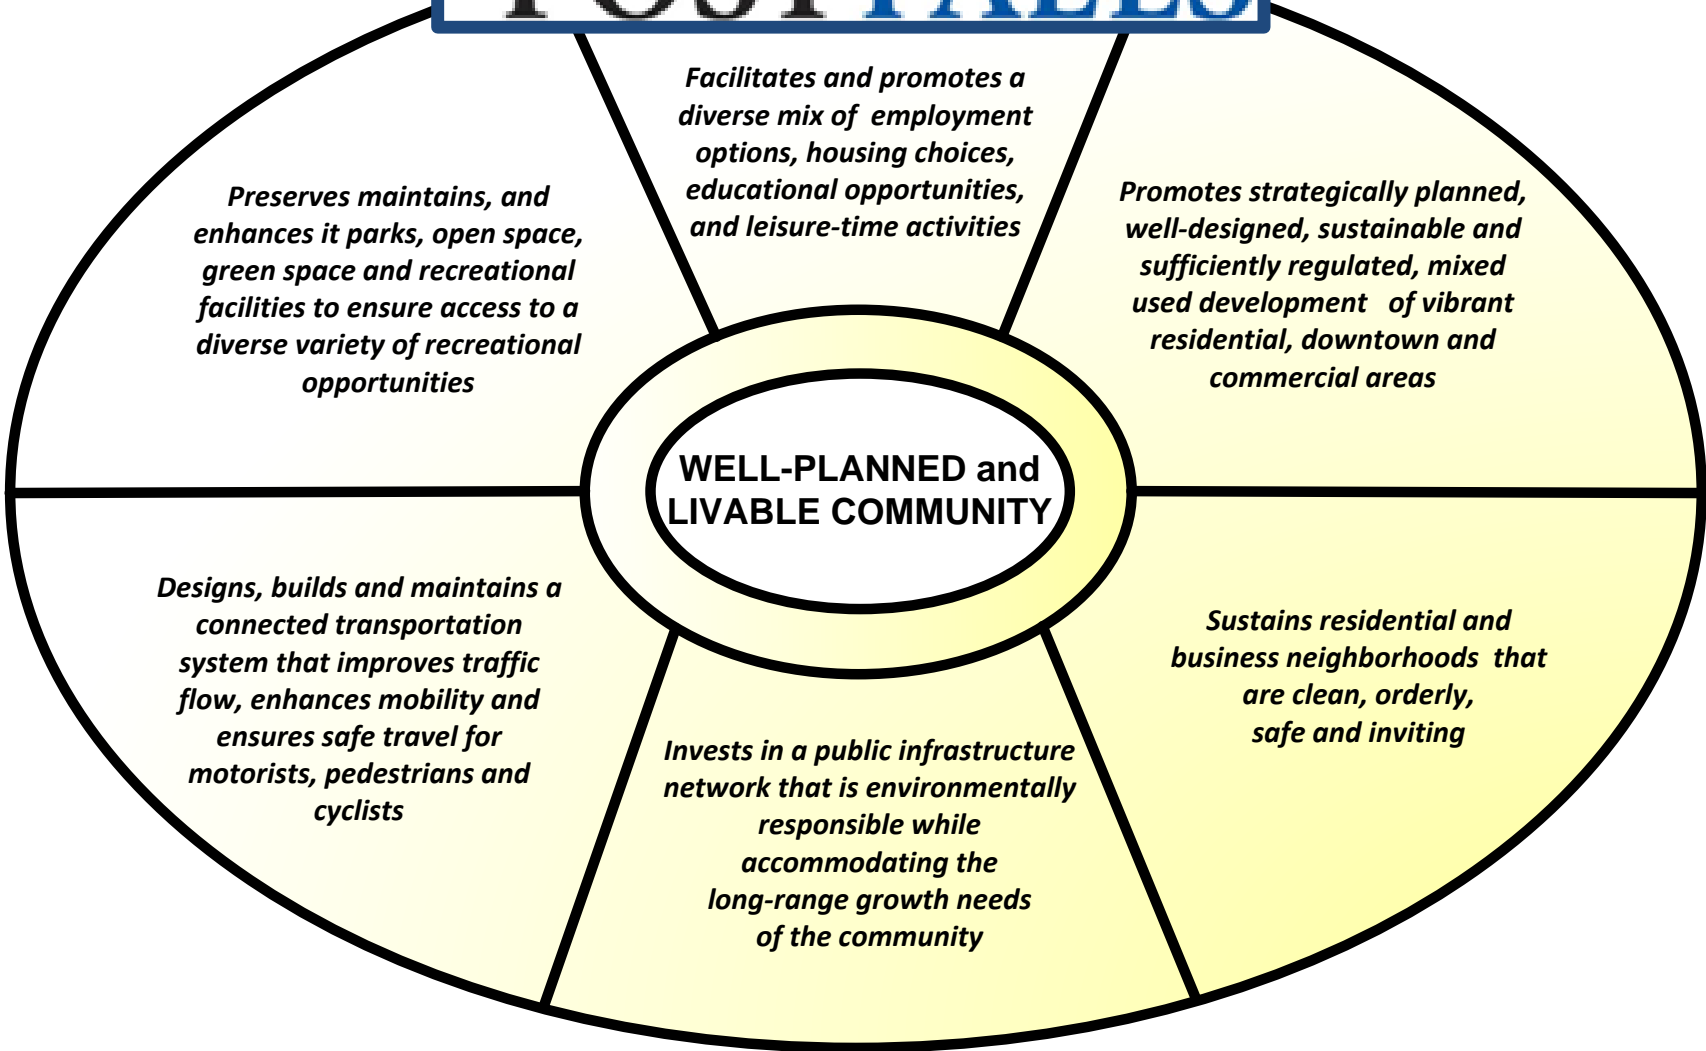 POST FALLS
Facilitates and promotes a
diverse mix of employment
options, housing choices,
educational opportunities,
and leisure-time activities
Preserves maintains, and
enhances it parks, open space,
green space and recreational
facilities to ensure access to a
diverse variety of recreational
opportunities
Promotes strategically planned,
well-designed, sustainable and
sufficiently regulated, mixed
used development of vibrant
residential, downtown and
commercial areas
WELL-PLANNED and
LIVABLE COMMUNITY
Designs, builds and maintains a
connected transportation
system that improves traffic
flow, enhances mobility and
ensures safe travel for
motorists, pedestrians and
cyclists
Invests in a public infrastructure
network that is environmentally
responsible while
accommodating the
long-range growth needs
of the community
Sustains residential and
business neighborhoods that
are clean, orderly,
safe and inviting